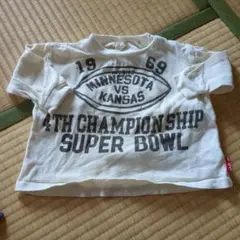 19 69
MINNESOTA
VS
KANSAS
4TH CHAMPIONSHIP
SUPER BOWL